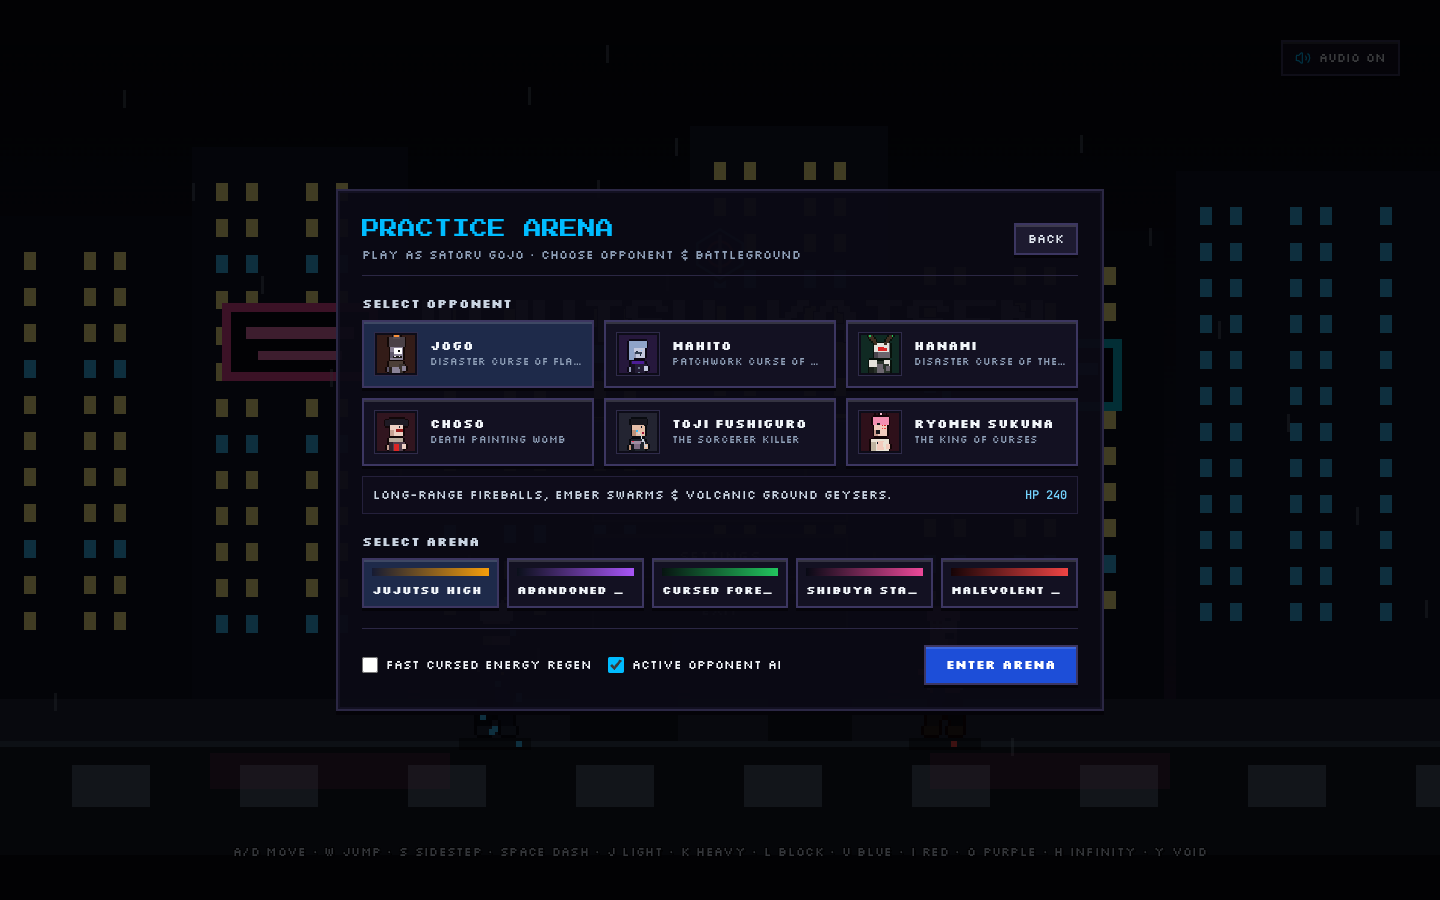 AUDIO ON
PRACTICE ARENA
PLAY AS SATORU GOJO · CHOOSE OPPONENT & BATTLEGROUND
BACK
SELECT OPPONENT
JOGO
DISASTER CURSE OF FLA…
MAHITO
PATCHWORK CURSE OF …
HANAMI
DISASTER CURSE OF THE…
CHOSO
DEATH PAINTING WOMB
TOJI FUSHIGURO
THE SORCERER KILLER
RYOMEN SUKUNA
THE KING OF CURSES
LONG-RANGE FIREBALLS, EMBER SWARMS & VOLCANIC GROUND GEYSERS.
HP 240
SELECT ARENA
JUJUTSU HIGH
ABANDONED …
CURSED FORE…
SHIBUYA STA…
MALEVOLENT …
FAST CURSED ENERGY REGEN
ACTIVE OPPONENT AI
ENTER ARENA
A/D MOVE · W JUMP · S SIDESTEP · SPACE DASH · J LIGHT · K HEAVY · L BLOCK · U BLUE · I RED · O PURPLE · H INFINITY · Y VOID